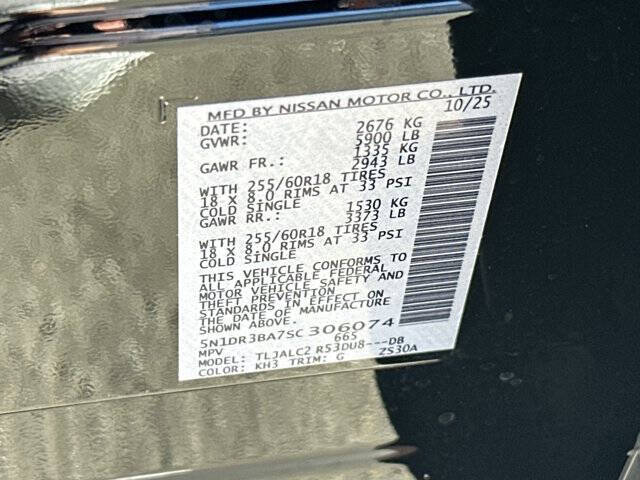 MFD BY NISSAN MOTOR CO., LTD.
DATE: 10/25
GVWR: 2676 KG
5900 LB
GAWR FR.: 1335 KG
2943 LB
WITH 255/60R18 TIRES
18 X 8.0 RIMS AT 33 PSI
COLD SINGLE
GAWR RR.: 1530 KG
3373 LB
WITH 255/60R18 TIRES
18 X 8.0 RIMS AT 33 PSI
COLD SINGLE
THIS VEHICLE CONFORMS TO
ALL APPLICABLE FEDERAL
MOTOR VEHICLE SAFETY AND
THEFT PREVENTION
STANDARDS IN EFFECT ON
THE DATE OF MANUFACTURE
SHOWN ABOVE.
5N1DR3BA7SC306074
MPV 665
MODEL: TLJALC2 R53DU8---DB
COLOR: KH3 TRIM: G ZS30A